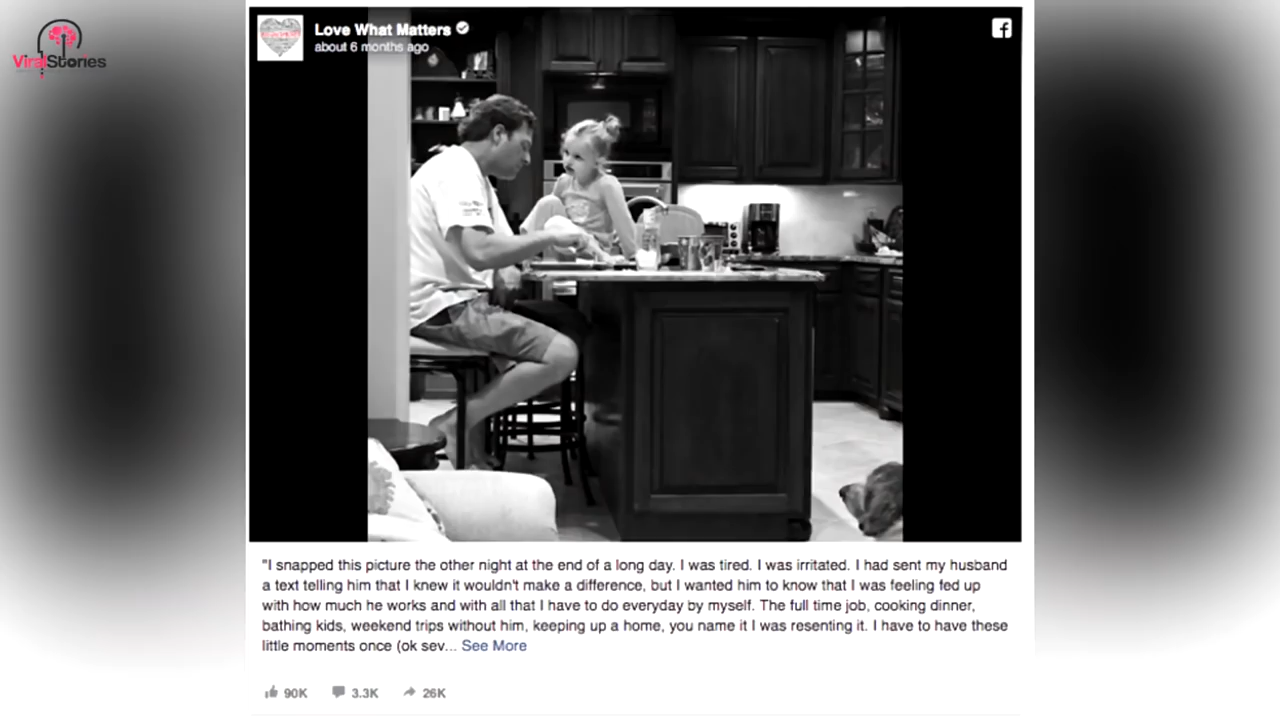 ViralStories
Love What Matters
about 6 months ago
"I snapped this picture the other night at the end of a long day. I was tired. I was irritated. I had sent my husband
a text telling him that I knew it wouldn't make a difference, but I wanted him to know that I was feeling fed up
with how much he works and with all that I have to do everyday by myself. The full time job, cooking dinner,
bathing kids, weekend trips without him, keeping up a home, you name it I was resenting it. I have to have these
little moments once (ok sev... See More
90K 3.3K 26K